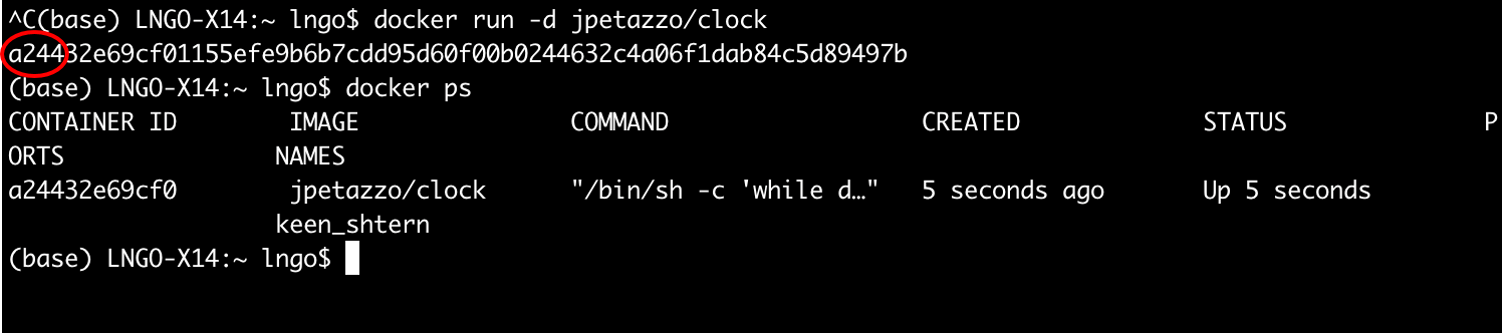 ^C(base) LNGO-X14:~ lngo$ docker run -d jpetazzo/clock
a24432e69cf01155efe9b6b7cdd95d60f00b0244632c4a06f1dab84c5d89497b
(base) LNGO-X14:~ lngo$ docker ps
CONTAINER ID        IMAGE               COMMAND                  CREATED             STATUS              P
ORTS               NAMES
a24432e69cf0        jpetazzo/clock      "/bin/sh -c 'while d…"   5 seconds ago       Up 5 seconds
                   keen_shtern
(base) LNGO-X14:~ lngo$